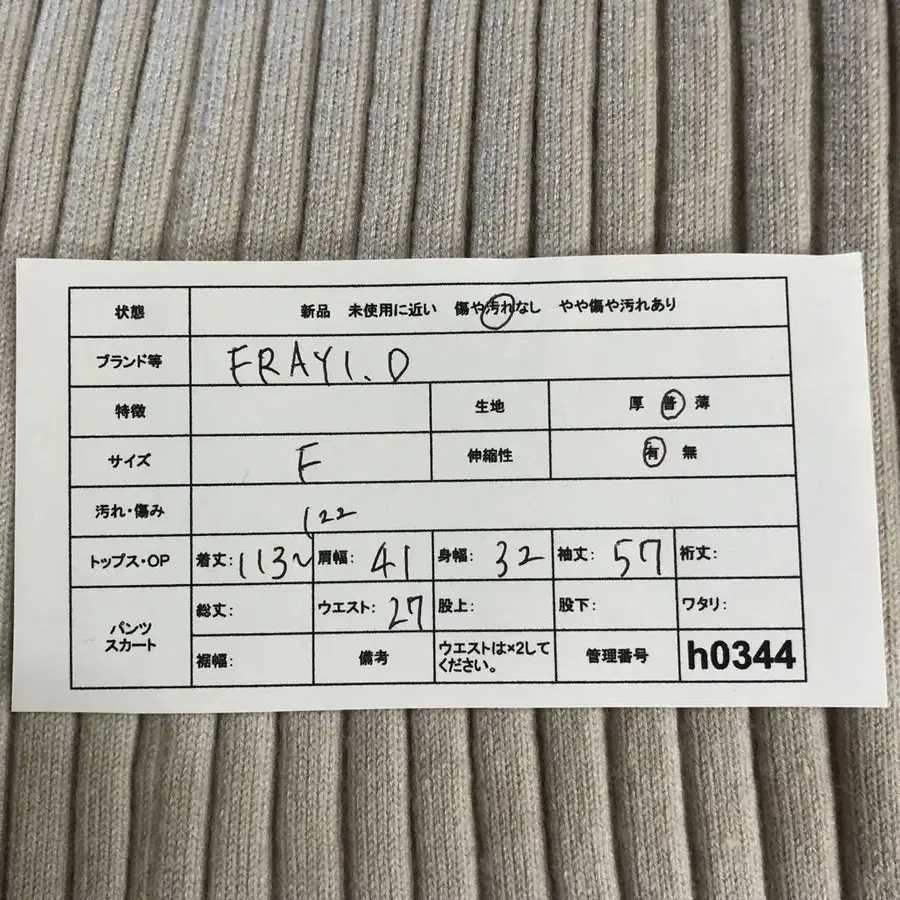 状態 新品 未使用に近い 傷や汚れなし やや傷や汚れあり
ブランド等 FRAY I.D
特徴 生地 厚 普 薄
サイズ F 伸縮性 有 無
汚れ・傷み
122
トップス・OP 着丈:113〜 肩幅:41 身幅:32 袖丈:57 裄丈:
パンツ スカート 総丈: ウエスト:27 股上: 股下: ワタリ:
裾幅: 備考 ウエストは×2して ください。 管理番号 h0344